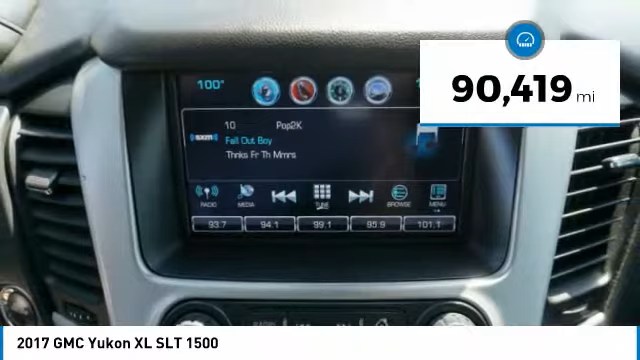 100°
90,419 mi
10 Pop2K
sxm
Fall Out Boy
Thnks Fr Th Mmrs
RADIO MEDIA TUNE BROWSE MENU
93.7 94.1 99.1 95.9 101.1
2017 GMC Yukon XL SLT 1500